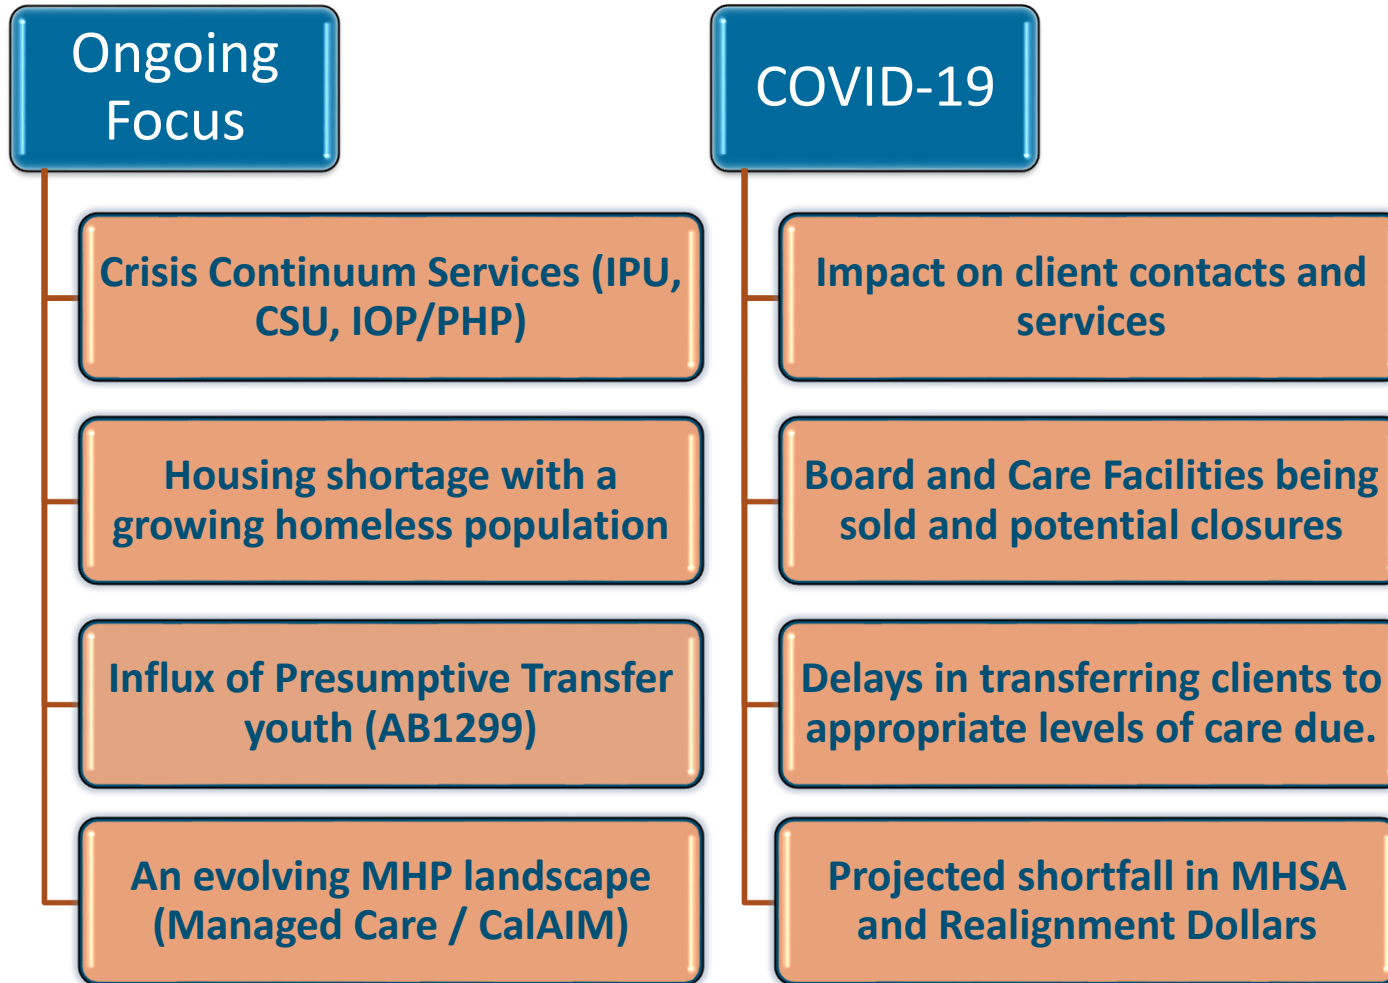 Ongoing
Focus
Crisis Continuum Services (IPU,
CSU, IOP/PHP)
Housing shortage with a
growing homeless population
Influx of Presumptive Transfer
youth (AB1299)
An evolving MHP landscape
(Managed Care / CalAIM)
COVID-19
Impact on client contacts and
services
Board and Care Facilities being
sold and potential closures
Delays in transferring clients to
appropriate levels of care due.
Projected shortfall in MHSA
and Realignment Dollars